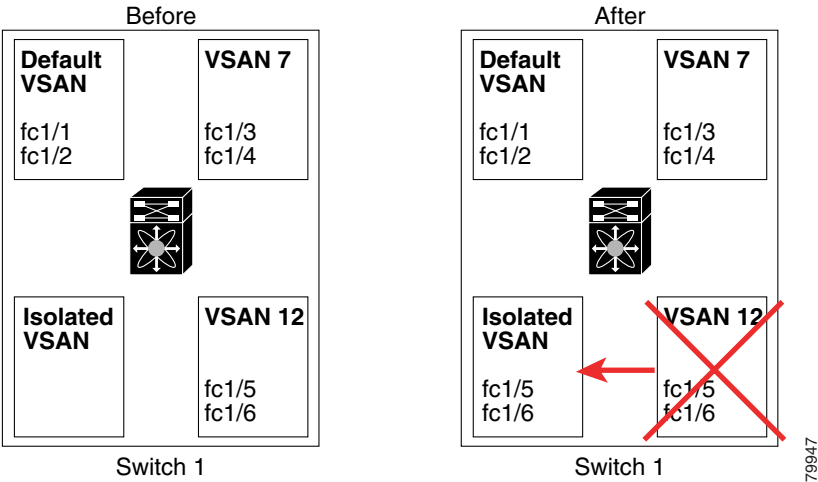 Before
Default
VSAN
fc1/1
fc1/2
VSAN 7
fc1/3
fc1/4
Isolated
VSAN
VSAN 12
fc1/5
fc1/6
Switch 1
After
Default
VSAN
fc1/1
fc1/2
VSAN 7
fc1/3
fc1/4
Isolated
VSAN
fc1/5
fc1/6
VSAN 12
fc1/5
fc1/6
Switch 1
79947